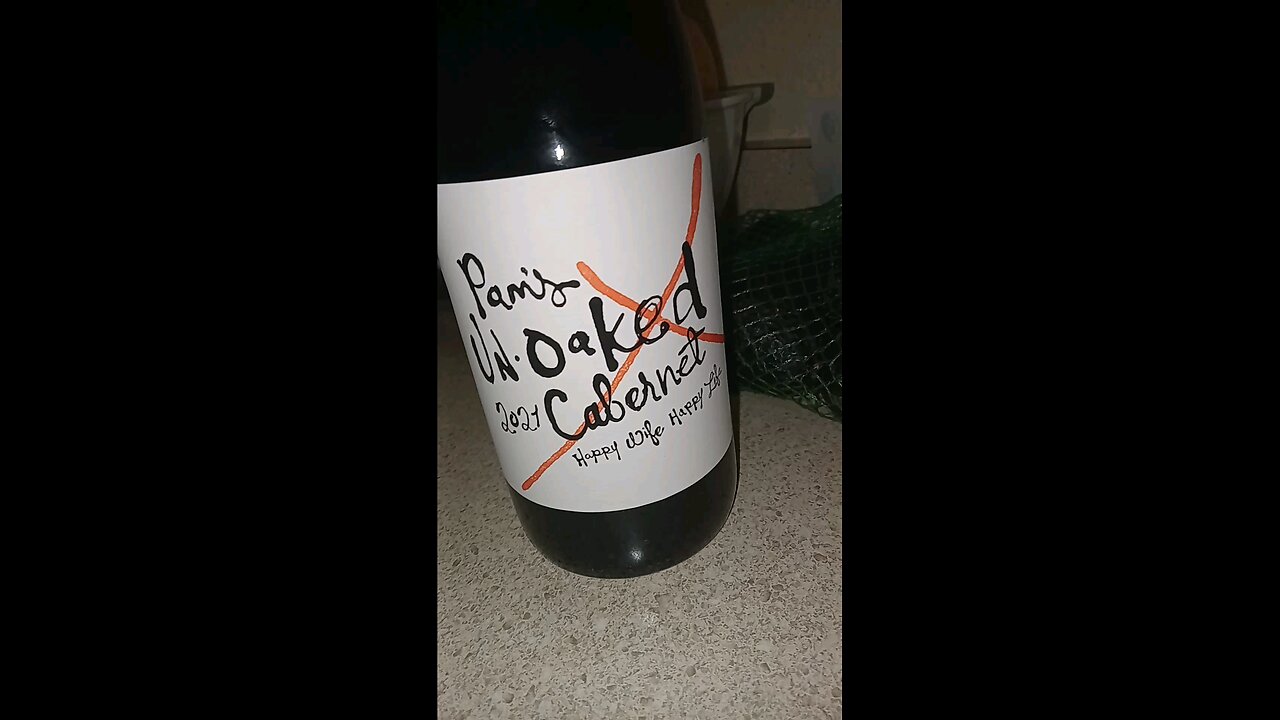 Pam's
UN·Oaked
2021 Cabernet
Happy Wife Happy Life